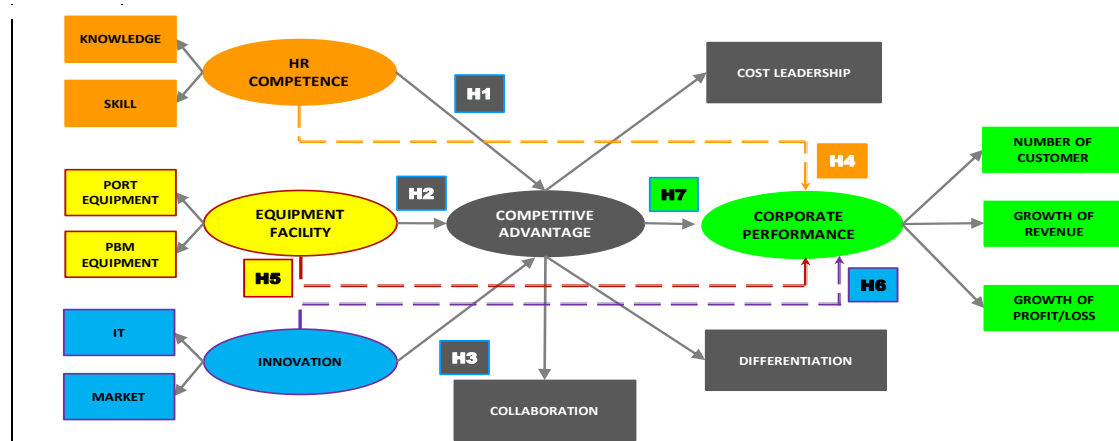 KNOWLEDGE
SKILL
HR
COMPETENCE
H1
COST LEADERSHIP
H4
NUMBER OF
CUSTOMER
PORT
EQUIPMENT
PBM
EQUIPMENT
EQUIPMENT
FACILITY
H2
COMPETITIVE
ADVANTAGE
H7
CORPORATE
PERFORMANCE
GROWTH OF
REVENUE
H5
H6
GROWTH OF
PROFIT/LOSS
IT
MARKET
INNOVATION
H3
COLLABORATION
DIFFERENTIATION